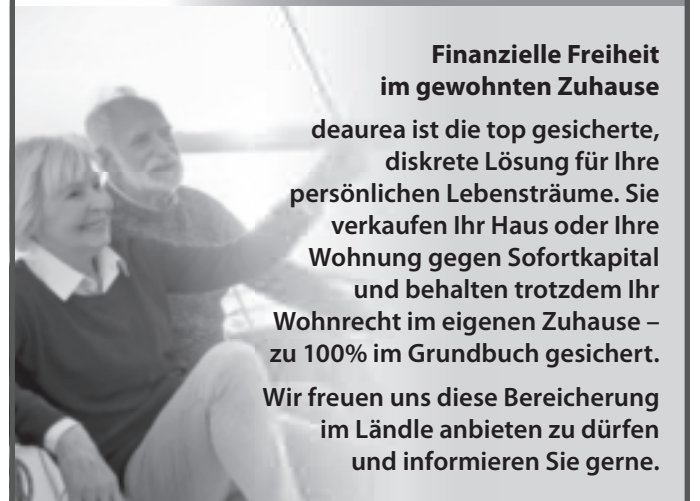 Finanzielle Freiheit
im gewohnten Zuhause
deaurea ist die top gesicherte,
diskrete Lösung für Ihre
persönlichen Lebensträume. Sie
verkaufen Ihr Haus oder Ihre
Wohnung gegen Sofortkapital
und behalten trotzdem Ihr
Wohnrecht im eigenen Zuhause –
zu 100% im Grundbuch gesichert.
Wir freuen uns diese Bereicherung
im Ländle anbieten zu dürfen
und informieren Sie gerne.